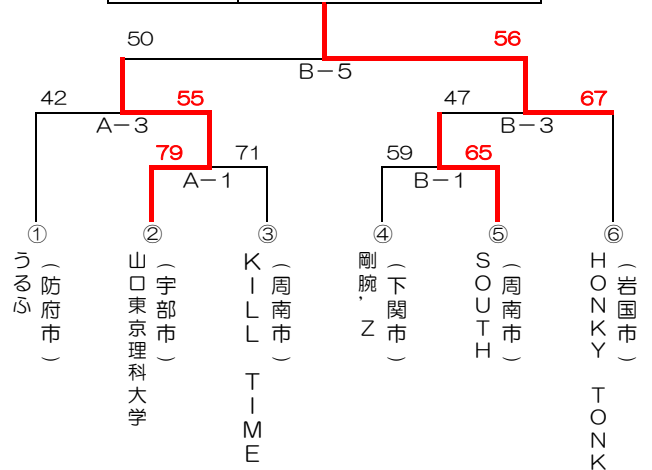 50 56
B－5
42 55 47 67
A－3 B－3
79 71 59 65
A－1 B－1
① ② ③ ④ ⑤ ⑥
うるふ
（防府市）
山口東京理科大学
（宇部市）
KILL TIME
（周南市）
剛腕’Z
（下関市）
SOUTH
（周南市）
HONKY TONK
（岩国市）